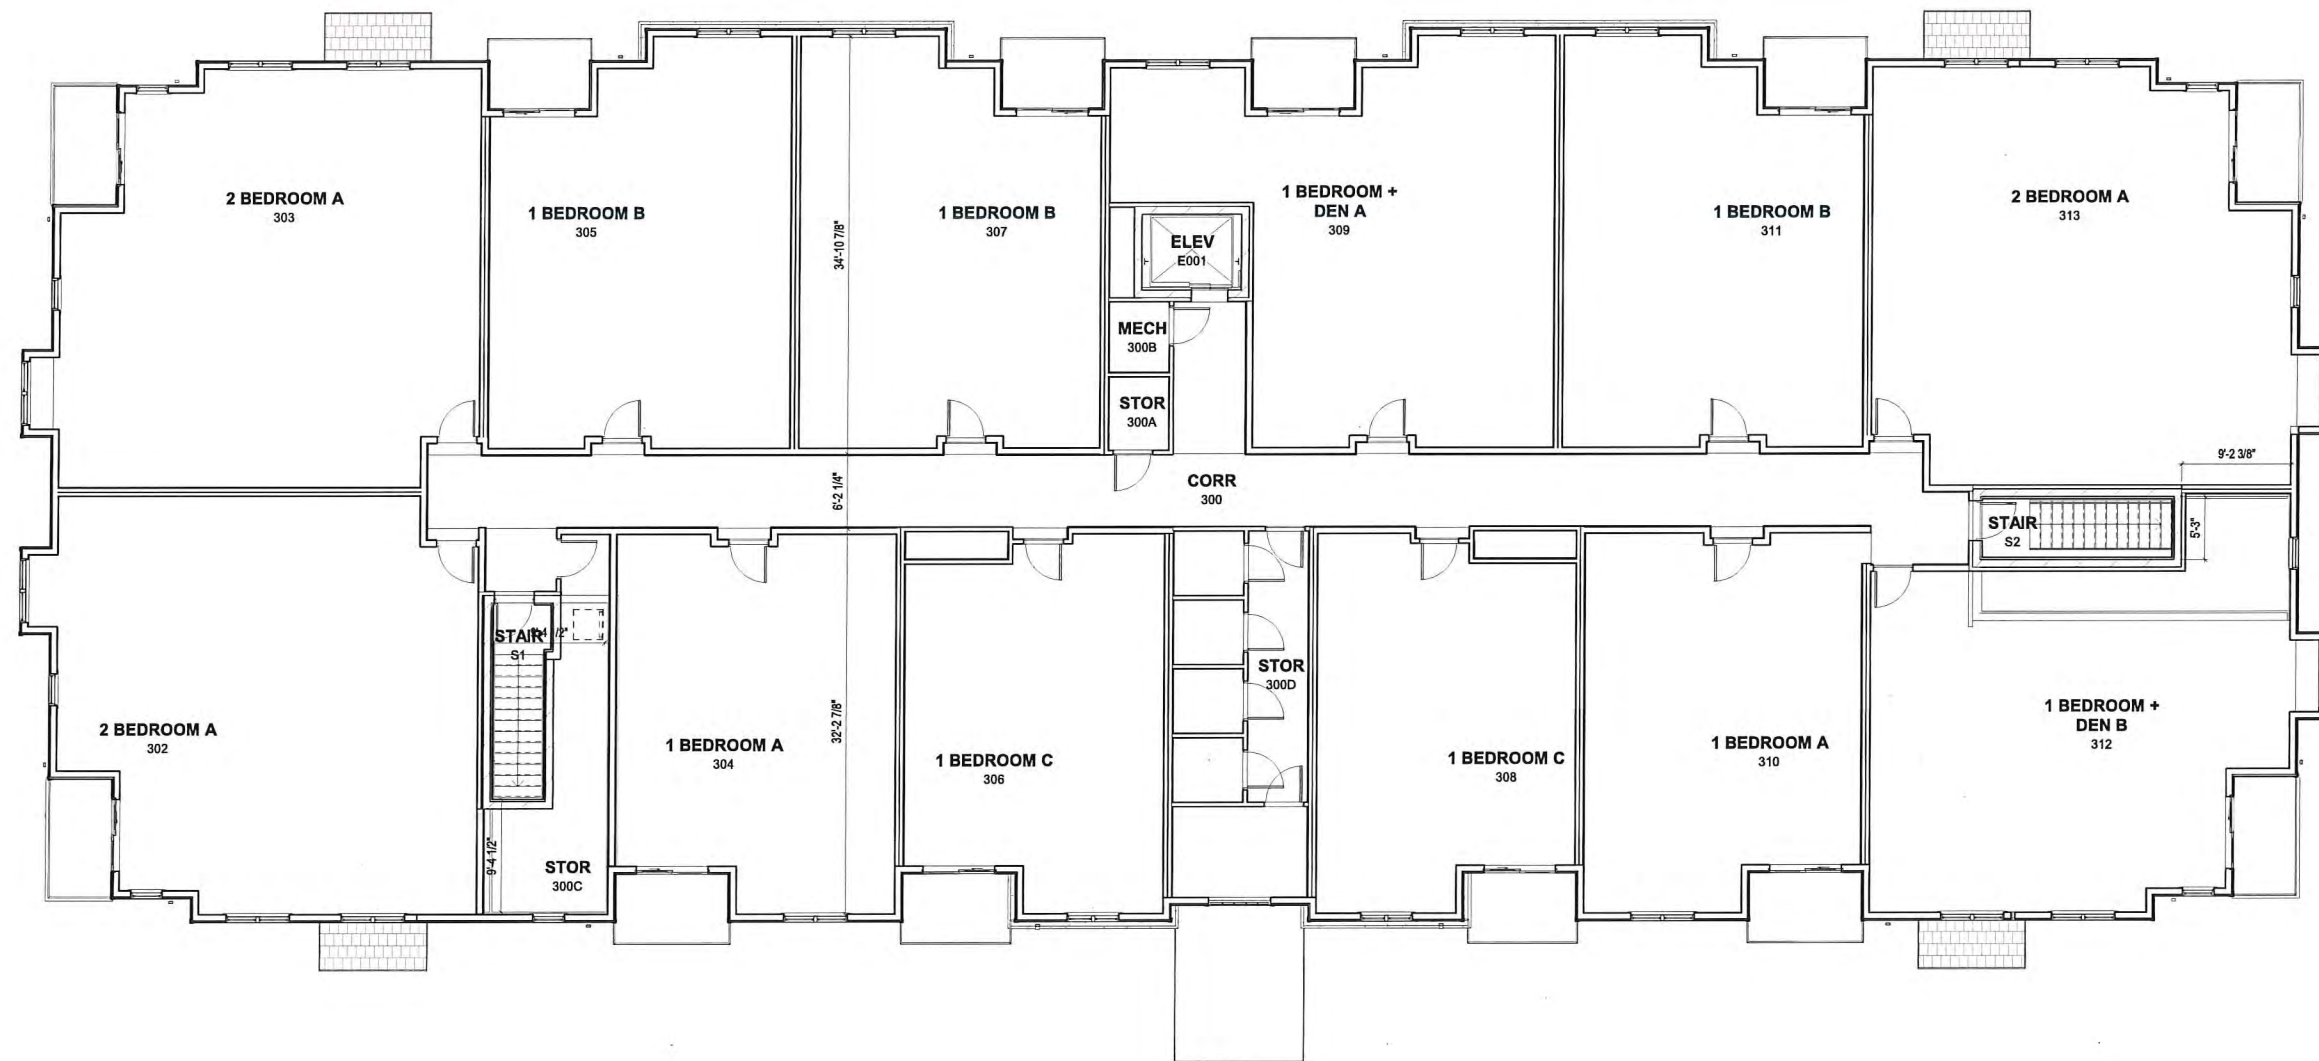 2 BEDROOM A
303
1 BEDROOM B
305
1 BEDROOM B
307
1 BEDROOM +
DEN A
309
1 BEDROOM B
311
2 BEDROOM A
313
34'-10 7/8"
ELEV
E001
MECH
300B
STOR
300A
9'-2 3/8"
6'-2 1/4"
CORR
300
STAIR
S2
5'-3"
STAIR
S1
2 BEDROOM A
302
1 BEDROOM A
304
32'-2 7/8"
1 BEDROOM C
306
STOR
300D
1 BEDROOM C
308
1 BEDROOM A
310
1 BEDROOM +
DEN B
312
9'-4 1/2"
STOR
300C